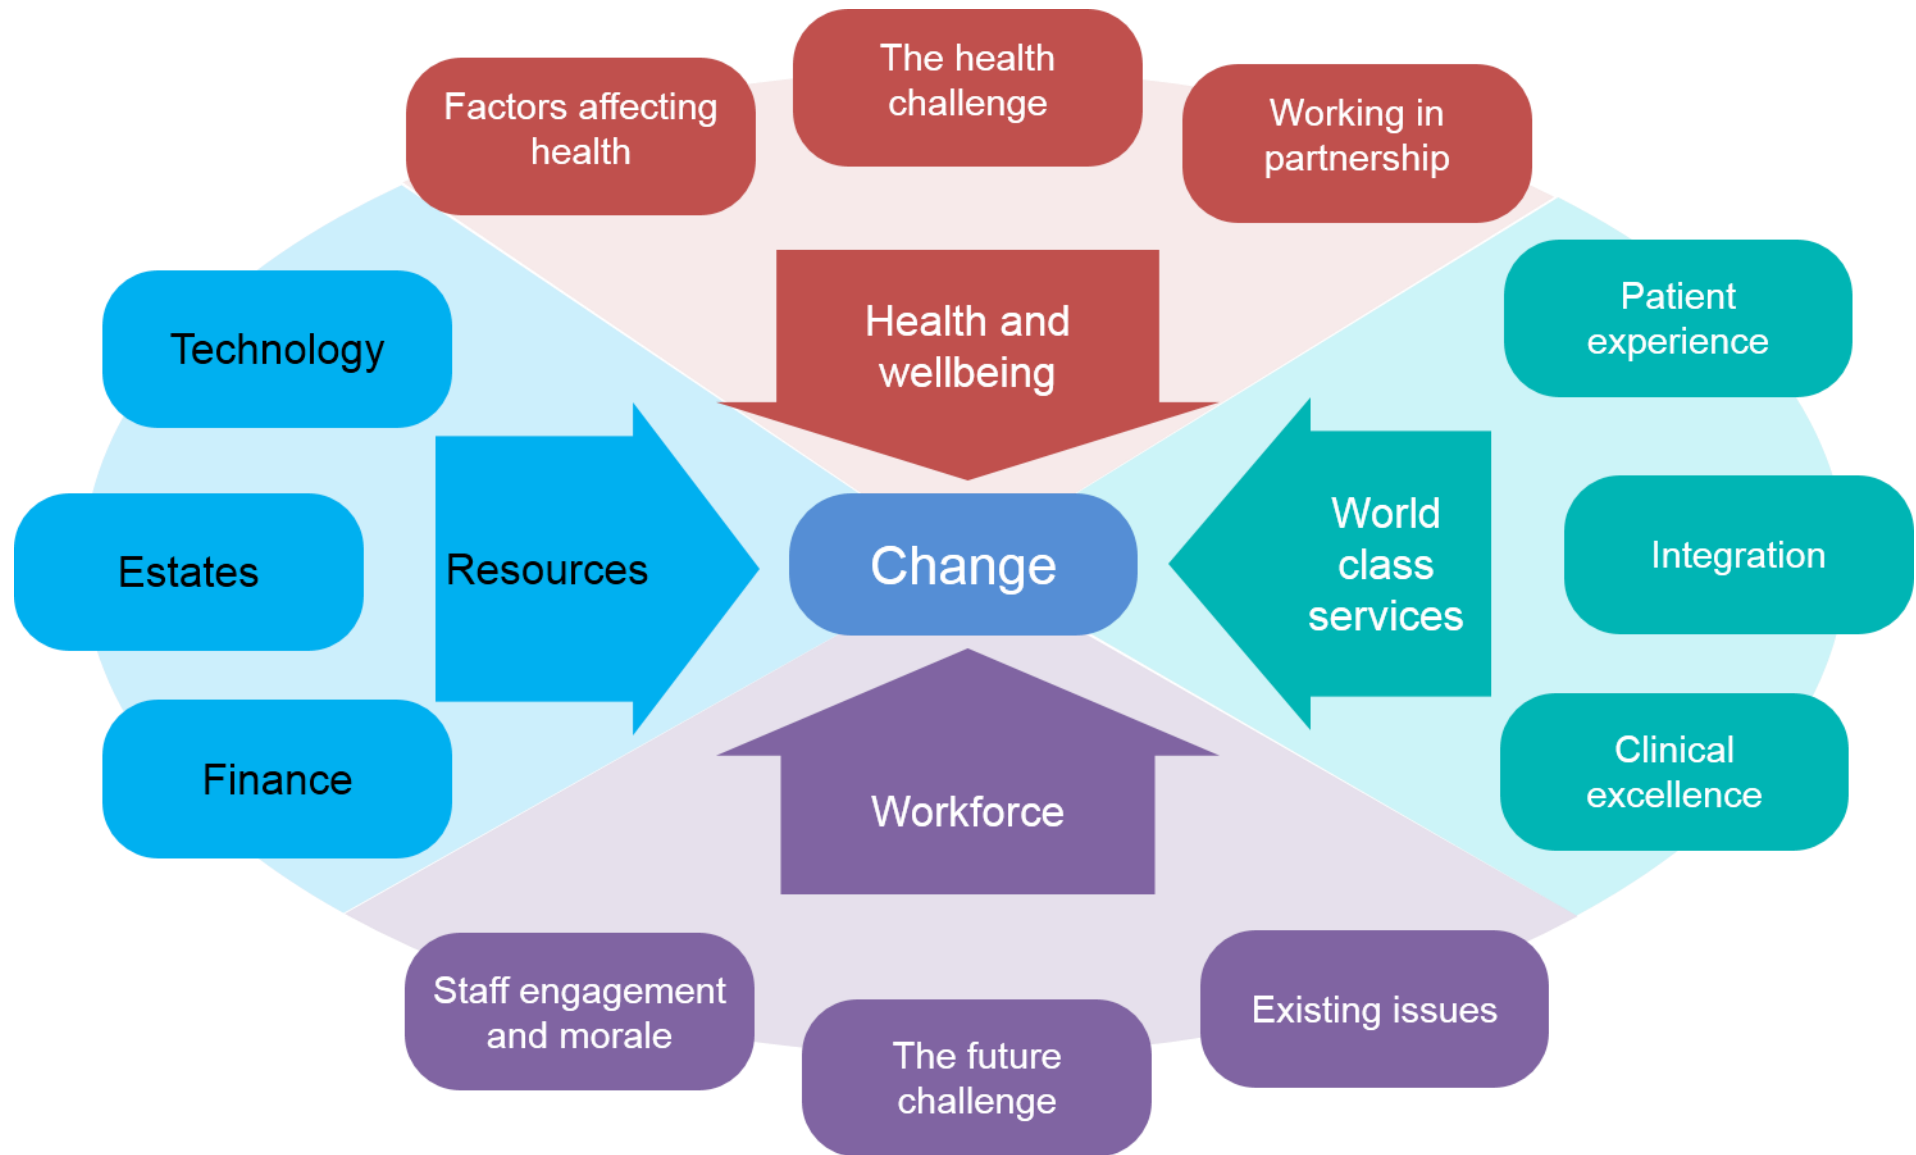 The health
challenge
Factors affecting
health
Working in
partnership
Health and
wellbeing
Patient
experience
Technology
World
class
services
Integration
Change
Resources
Estates
Clinical
excellence
Finance
Workforce
Staff engagement
and morale
The future
challenge
Existing issues